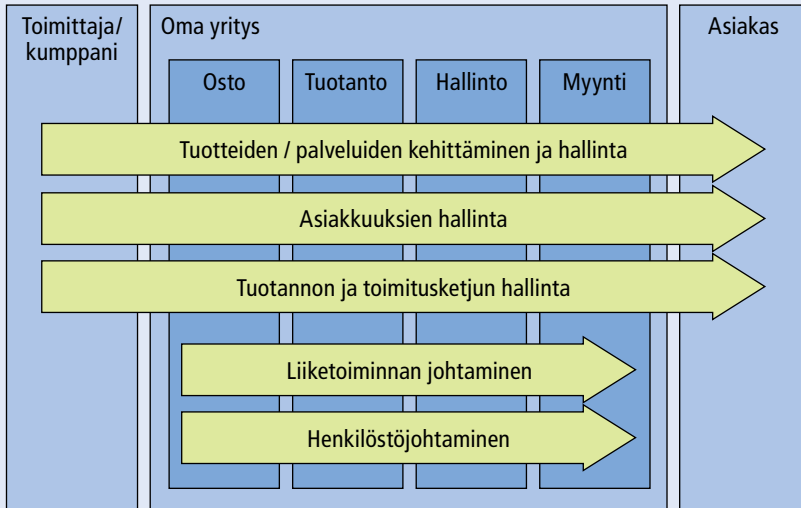 Toimittaja/
kumppani
Oma yritys
Asiakas
Osto
Tuotanto
Hallinto
Myynti
Tuotteiden / palveluiden kehittäminen ja hallinta
Asiakkuuksien hallinta
Tuotannon ja toimitusketjun hallinta
Liiketoiminnan johtaminen
Henkilöstöjohtaminen